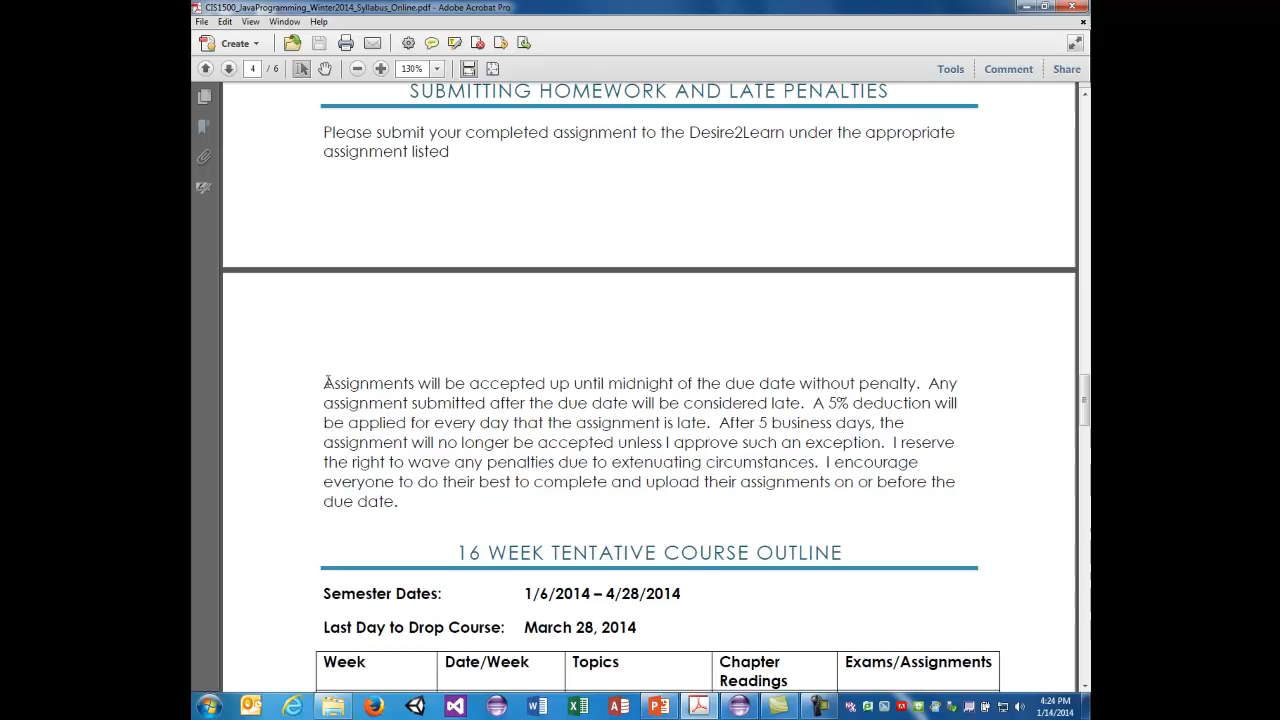 CIS1500_JavaProgramming_Winter2014_Syllabus_Online.pdf - Adobe Acrobat Pro
File Edit View Window Help
Create
4 / 6 130% Tools Comment Share
SUBMITTING HOMEWORK AND LATE PENALTIES
Please submit your completed assignment to the Desire2Learn under the appropriate
assignment listed
Assignments will be accepted up until midnight of the due date without penalty. Any
assignment submitted after the due date will be considered late. A 5% deduction will
be applied for every day that the assignment is late. After 5 business days, the
assignment will no longer be accepted unless I approve such an exception. I reserve
the right to wave any penalties due to extenuating circumstances. I encourage
everyone to do their best to complete and upload their assignments on or before the
due date.
16 WEEK TENTATIVE COURSE OUTLINE
Semester Dates: 1/6/2014 – 4/28/2014
Last Day to Drop Course: March 28, 2014
Week Date/Week Topics Chapter Exams/Assignments
Readings
4:24 PM
1/14/2014